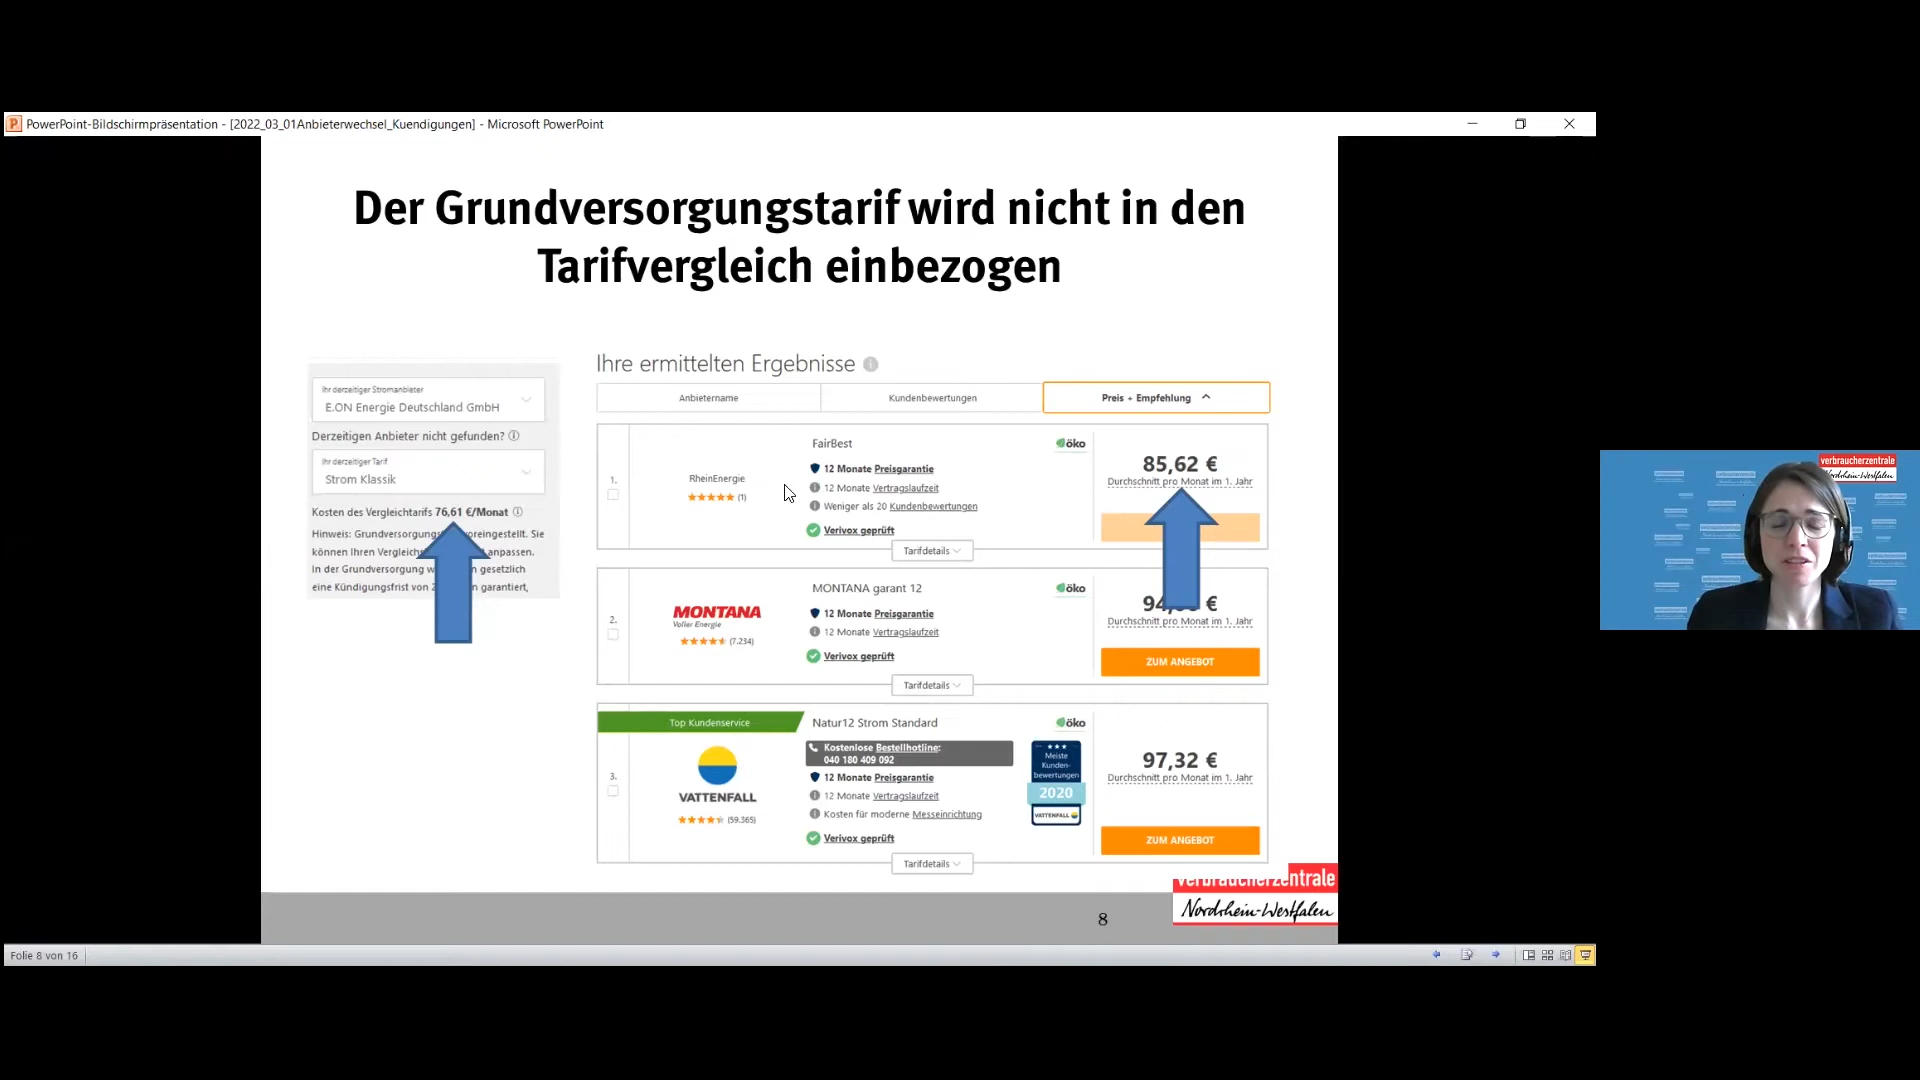 PowerPoint-Bildschirmpräsentation - [2022_03_01Anbieterwechsel_Kuendigungen] - Microsoft PowerPoint
Der Grundversorgungstarif wird nicht in den
Tarifvergleich einbezogen
Ihr derzeitiger Stromanbieter
E.ON Energie Deutschland GmbH
Derzeitigen Anbieter nicht gefunden?
Ihr derzeitiger Tarif
Strom Klassik
Kosten des Vergleichtarifs 76,61 €/Monat
Hinweis: Grundversorgungs voreingestellt. Sie
können Ihren Vergleichs anpassen.
In der Grundversorgung gesetzlich
eine Kündigungsfrist von garantiert,
Ihre ermittelten Ergebnisse
Anbietername
Kundenbewertungen
Preis + Empfehlung
1.
RheinEnergie
(1)
FairBest
12 Monate Preisgarantie
12 Monate Vertragslaufzeit
Weniger als 20 Kundenbewertungen
Verivox geprüft
öko
85,62 €
Durchschnitt pro Monat im 1. Jahr
Tarifdetails
2.
MONTANA
Voller Energie
(7.234)
MONTANA garant 12
12 Monate Preisgarantie
12 Monate Vertragslaufzeit
Verivox geprüft
öko
€
Durchschnitt pro Monat im 1. Jahr
ZUM ANGEBOT
Tarifdetails
Top Kundenservice
3.
VATTENFALL
(59.365)
Natur12 Strom Standard
Kostenlose Bestellhotline:
040 180 409 092
12 Monate Preisgarantie
12 Monate Vertragslaufzeit
Kosten für moderne Messeinrichtung
Verivox geprüft
öko
Meiste
Kunden-
bewertungen
2020
VATTENFALL
97,32 €
Durchschnitt pro Monat im 1. Jahr
ZUM ANGEBOT
Tarifdetails
8
verbraucherzentrale
Nordrhein-Westfalen
Folie 8 von 16
verbraucherzentrale
Nordrhein-Westfalen